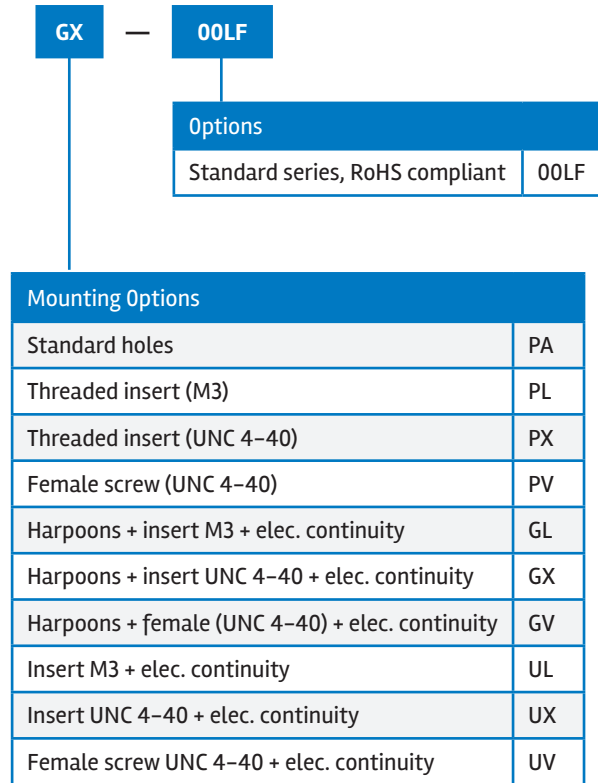 GX — 00LF
Options
Standard series, RoHS compliant 00LF
Mounting Options
Standard holes PA
Threaded insert (M3) PL
Threaded insert (UNC 4–40) PX
Female screw (UNC 4–40) PV
Harpoons + insert M3 + elec. continuity GL
Harpoons + insert UNC 4–40 + elec. continuity GX
Harpoons + female (UNC 4–40) + elec. continuity GV
Insert M3 + elec. continuity UL
Insert UNC 4–40 + elec. continuity UX
Female screw UNC 4–40 + elec. continuity UV